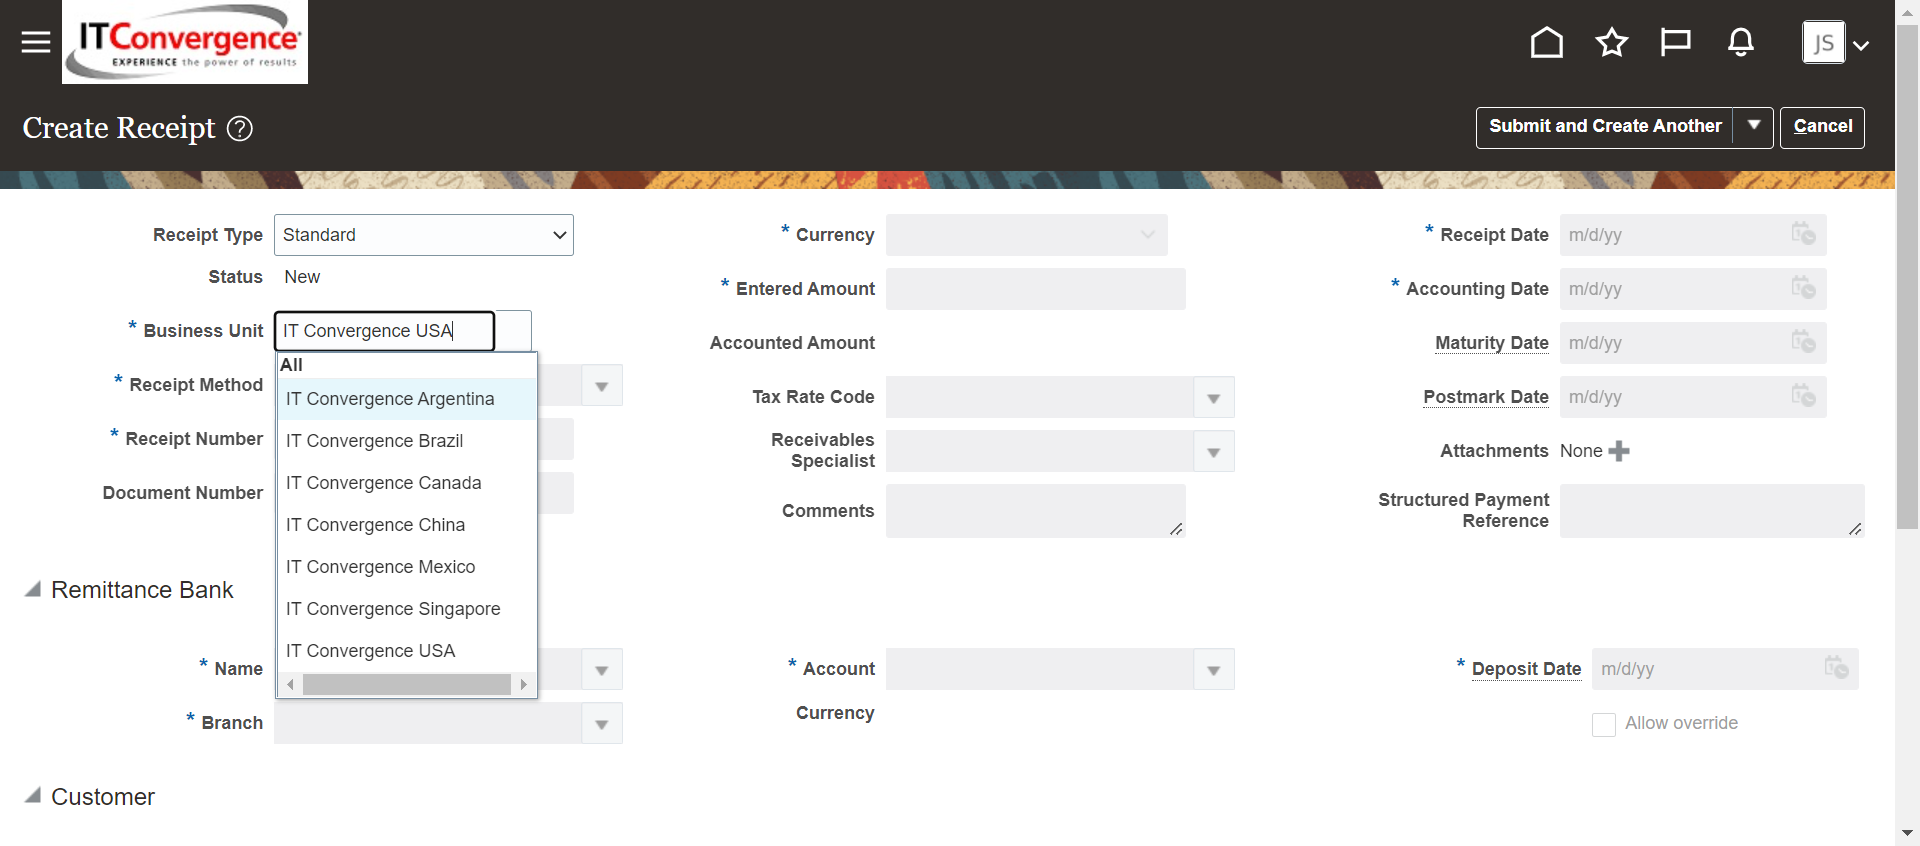 ITConvergence
EXPERIENCE the power of results
JS
Create Receipt ?
Submit and Create Another
Cancel
Receipt Type Standard
Status New
* Business Unit IT Convergence USA
All
IT Convergence Argentina
IT Convergence Brazil
IT Convergence Canada
IT Convergence China
IT Convergence Mexico
IT Convergence Singapore
IT Convergence USA
* Receipt Method
* Receipt Number
Document Number
* Currency
* Entered Amount
Accounted Amount
Tax Rate Code
Receivables
Specialist
Comments
* Receipt Date m/d/yy
* Accounting Date m/d/yy
Maturity Date m/d/yy
Postmark Date m/d/yy
Attachments None
Structured Payment
Reference
Remittance Bank
* Name
* Branch
* Account
Currency
* Deposit Date m/d/yy
Allow override
Customer